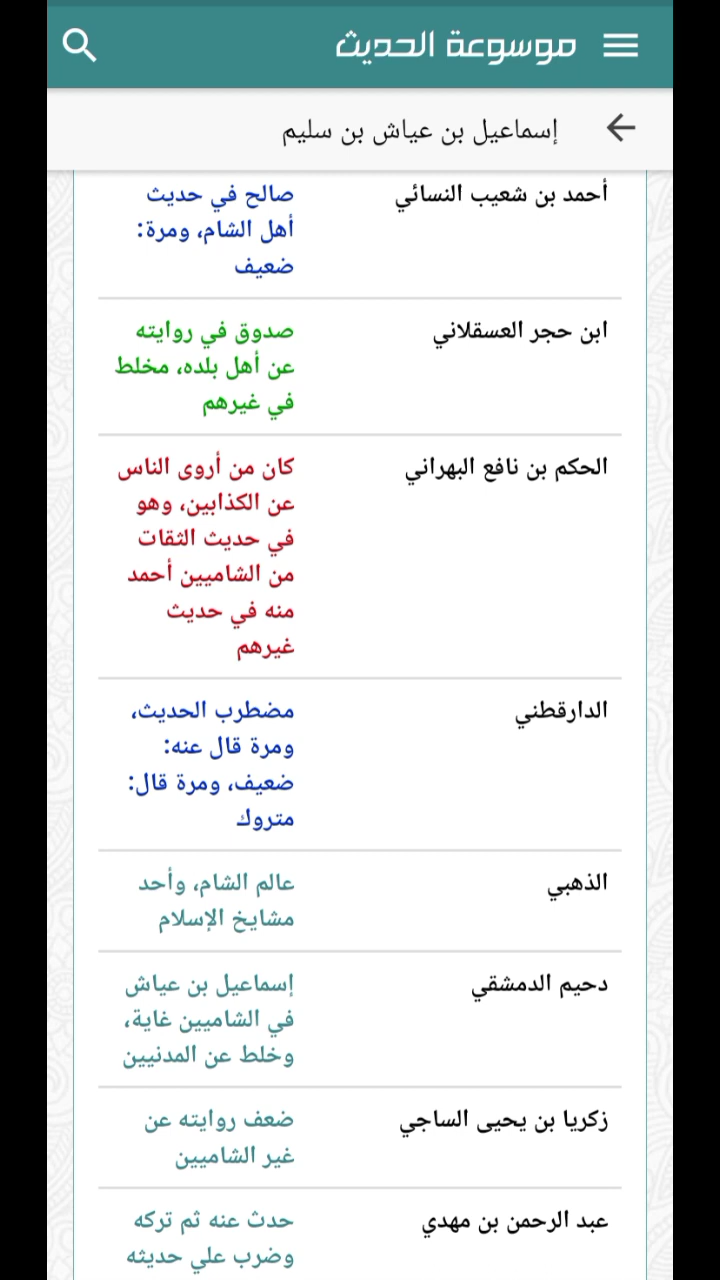 موسوعة الحديث
إسماعيل بن عياش بن سليم
أحمد بن شعيب النسائي
صالح في حديث
أهل الشام، ومرة:
ضعيف
ابن حجر العسقلاني
صدوق في روايته
عن أهل بلده، مخلط
في غيرهم
الحكم بن نافع البهراني
كان من أروى الناس
عن الكذابين، وهو
في حديث الثقات
من الشاميين أحمد
منه في حديث
غيرهم
الدارقطني
مضطرب الحديث،
ومرة قال عنه:
ضعيف، ومرة قال:
متروك
الذهبي
عالم الشام، وأحد
مشايخ الإسلام
دحيم الدمشقي
إسماعيل بن عياش
في الشاميين غاية،
وخلط عن المدنيين
زكريا بن يحيى الساجي
ضعف روايته عن
غير الشاميين
عبد الرحمن بن مهدي
حدث عنه ثم تركه
وضرب علي حديثه